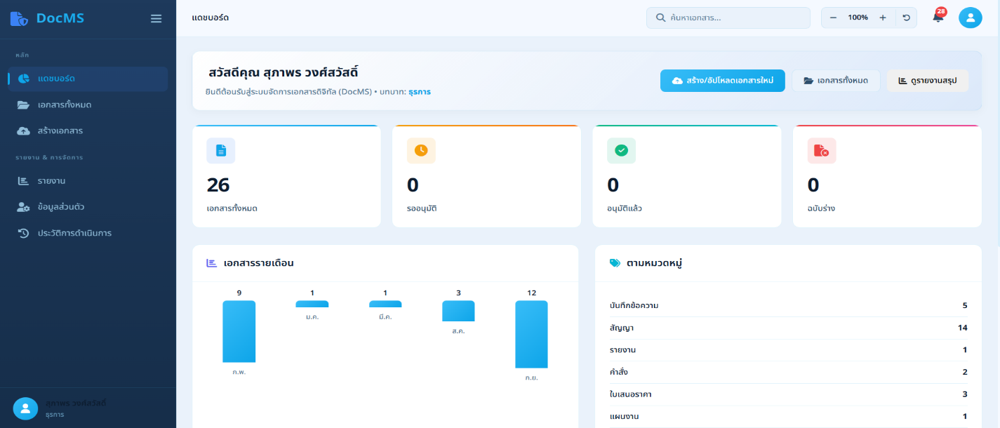 DocMS
หลัก
แดชบอร์ด
เอกสารทั้งหมด
สร้างเอกสาร
รายงาน & การจัดการ
รายงาน
ข้อมูลส่วนตัว
ประวัติการดำเนินการ
สุภาพร วงศ์สวัสดิ์
ธุรการ
แดชบอร์ด
ค้นหาเอกสาร...
− 100% +
28
สวัสดีคุณ สุภาพร วงศ์สวัสดิ์
ยินดีต้อนรับสู่ระบบจัดการเอกสารดิจิทัล (DocMS) • บทบาท: ธุรการ
สร้าง/อัปโหลดเอกสารใหม่
เอกสารทั้งหมด
ดูรายงานสรุป
26
เอกสารทั้งหมด
0
รออนุมัติ
0
อนุมัติแล้ว
0
ฉบับร่าง
เอกสารรายเดือน
9 1 1 3 12
ก.พ. ม.ค. มี.ค. ส.ค. ก.ย.
ตามหมวดหมู่
บันทึกข้อความ 5
สัญญา 14
รายงาน 1
คำสั่ง 2
ใบเสนอราคา 3
แผนงาน 1